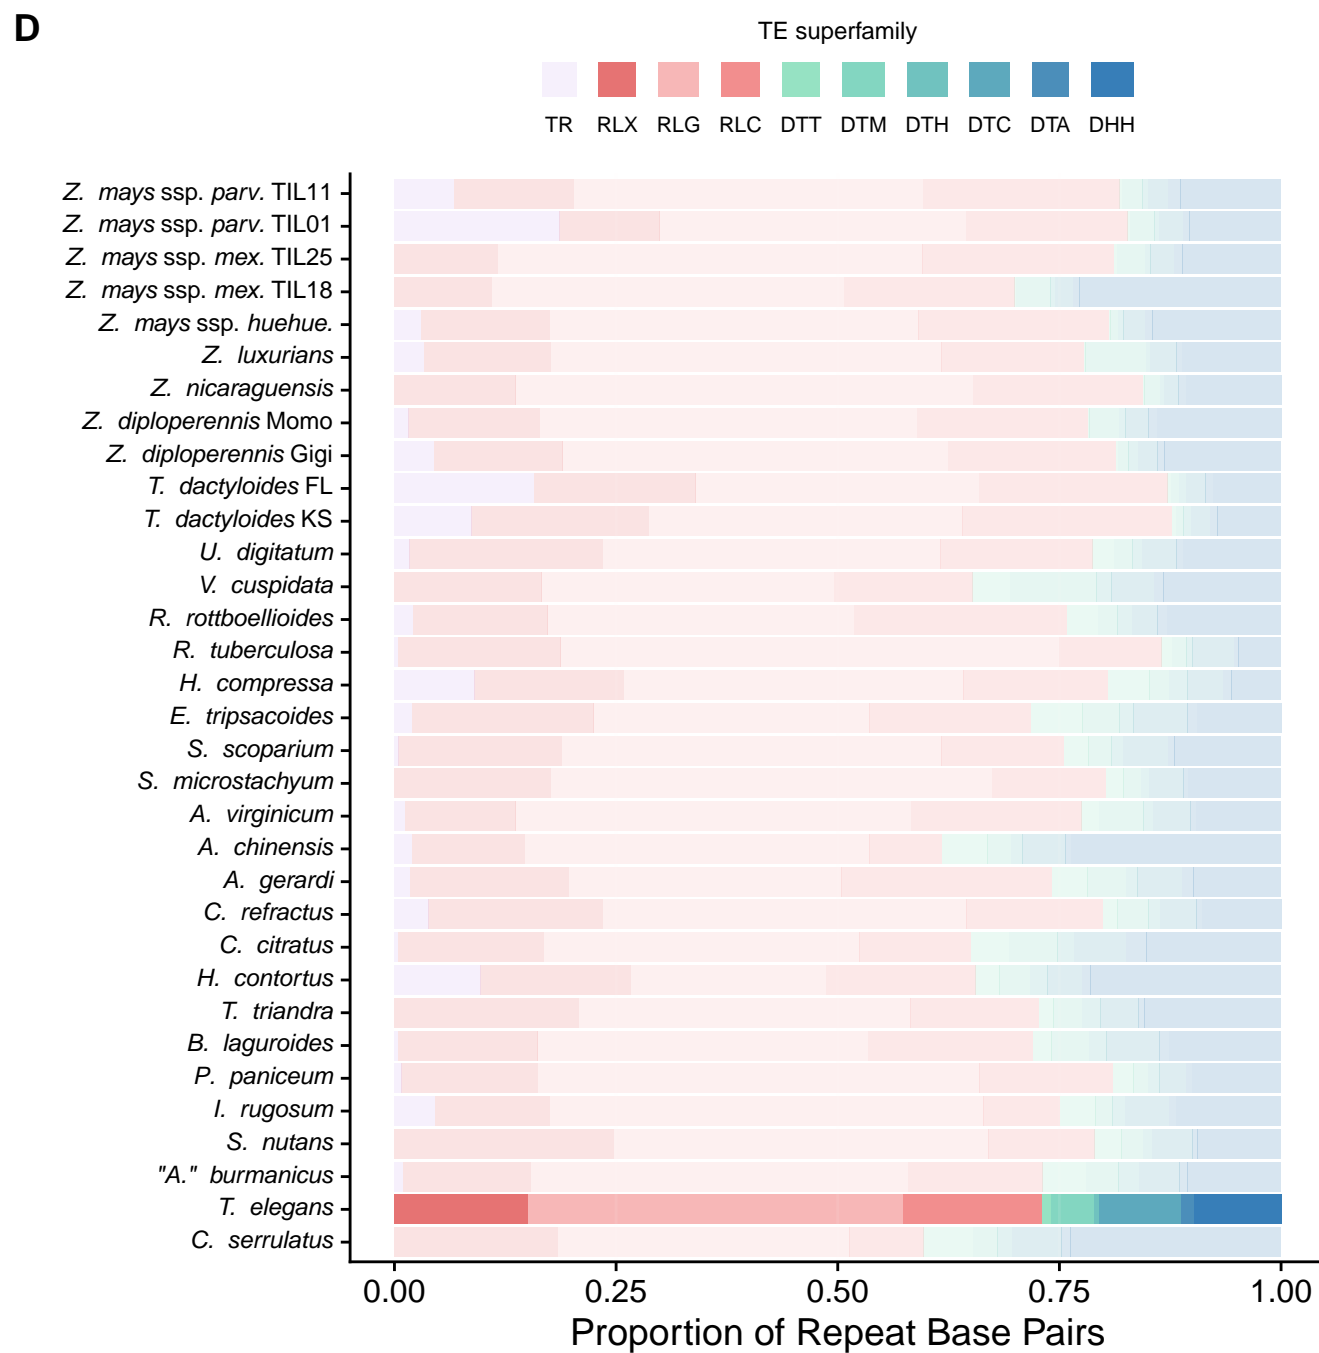 D
TE superfamily
TR RLX RLG RLC DTT DTM DTH DTC DTA DHH
Z. mays ssp. parv. TIL11
Z. mays ssp. parv. TIL01
Z. mays ssp. mex. TIL25
Z. mays ssp. mex. TIL18
Z. mays ssp. huehue.
Z. luxurians
Z. nicaraguensis
Z. diploperennis Momo
Z. diploperennis Gigi
T. dactyloides FL
T. dactyloides KS
U. digitatum
V. cuspidata
R. rottboellioides
R. tuberculosa
H. compressa
E. tripsacoides
S. scoparium
S. microstachyum
A. virginicum
A. chinensis
A. gerardi
C. refractus
C. citratus
H. contortus
T. triandra
B. laguroides
P. paniceum
I. rugosum
S. nutans
"A." burmanicus
T. elegans
C. serrulatus
0.00 0.25 0.50 0.75 1.00
Proportion of Repeat Base Pairs